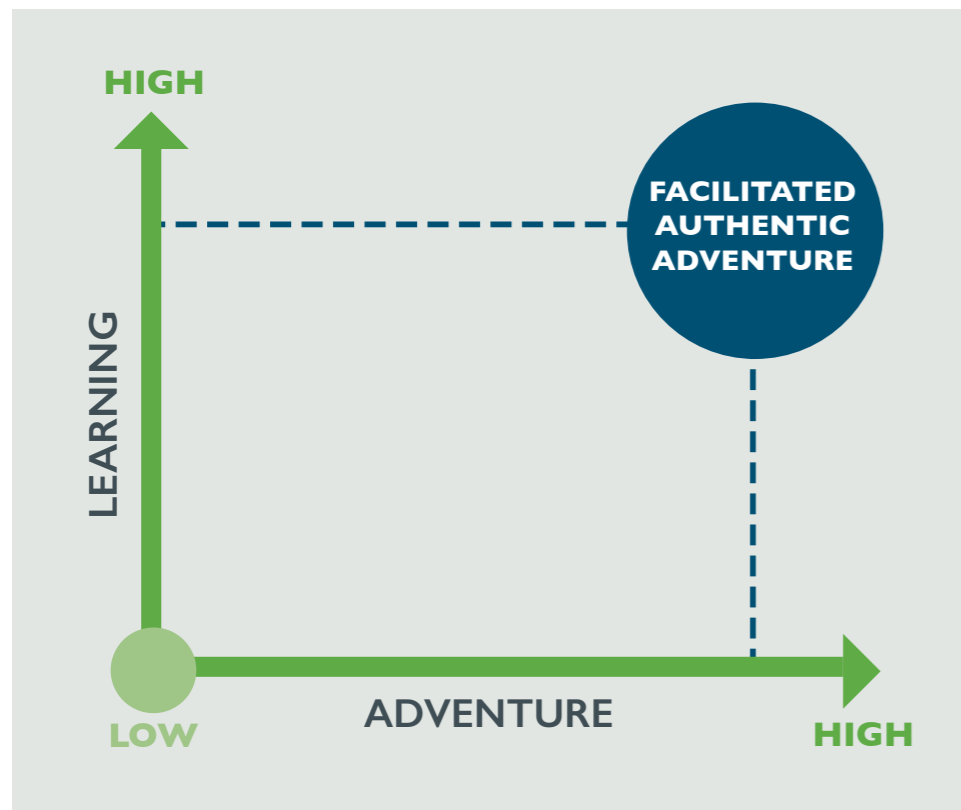 HIGH
FACILITATED
AUTHENTIC
ADVENTURE
LEARNING
ADVENTURE
LOW
HIGH